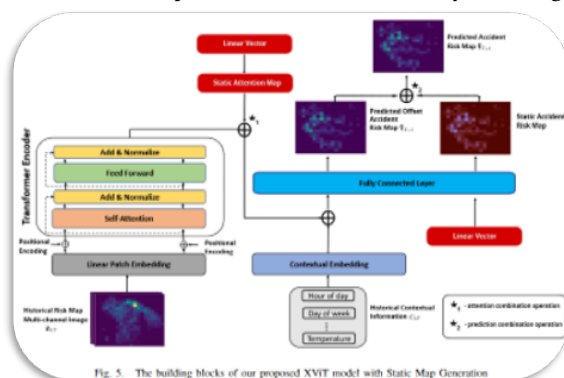 Linear Vector
Static Attention Map
★1
Predicted Accident
Risk Map
★2
Predicted Offset
Accident
Risk Map
Static Accident
Risk Map
Transformer Encoder
Add & Normalize
Feed Forward
Add & Normalize
Self Attention
Fully Connected Layer
Positional
Encoding
Positional
Encoding
Linear Patch Embedding
Contextual Embedding
Linear Vector
Historical Risk Map
Multi-channel Image
Hour of day
Day of week
Temperature
Historical Contextual
Information
★1 - attention combination operation
★2 - prediction combination operation
Fig. 5. The building blocks of our proposed XViT model with Static Map Generation